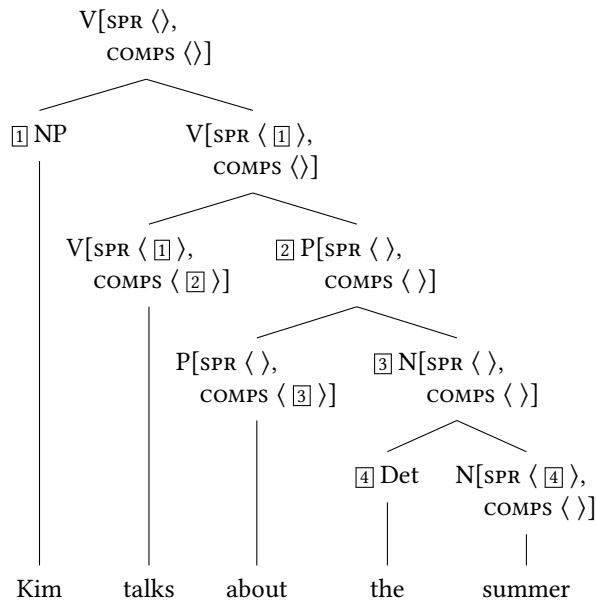 V[SPR ⟨⟩,
COMPS ⟨⟩]
1 NP V[SPR ⟨ 1 ⟩,
COMPS ⟨⟩]
V[SPR ⟨ 1 ⟩, 2 P[SPR ⟨ ⟩,
COMPS ⟨ 2 ⟩] COMPS ⟨ ⟩]
P[SPR ⟨ ⟩, 3 N[SPR ⟨ ⟩,
COMPS ⟨ 3 ⟩] COMPS ⟨ ⟩]
4 Det N[SPR ⟨ 4 ⟩,
COMPS ⟨ ⟩]
Kim talks about the summer